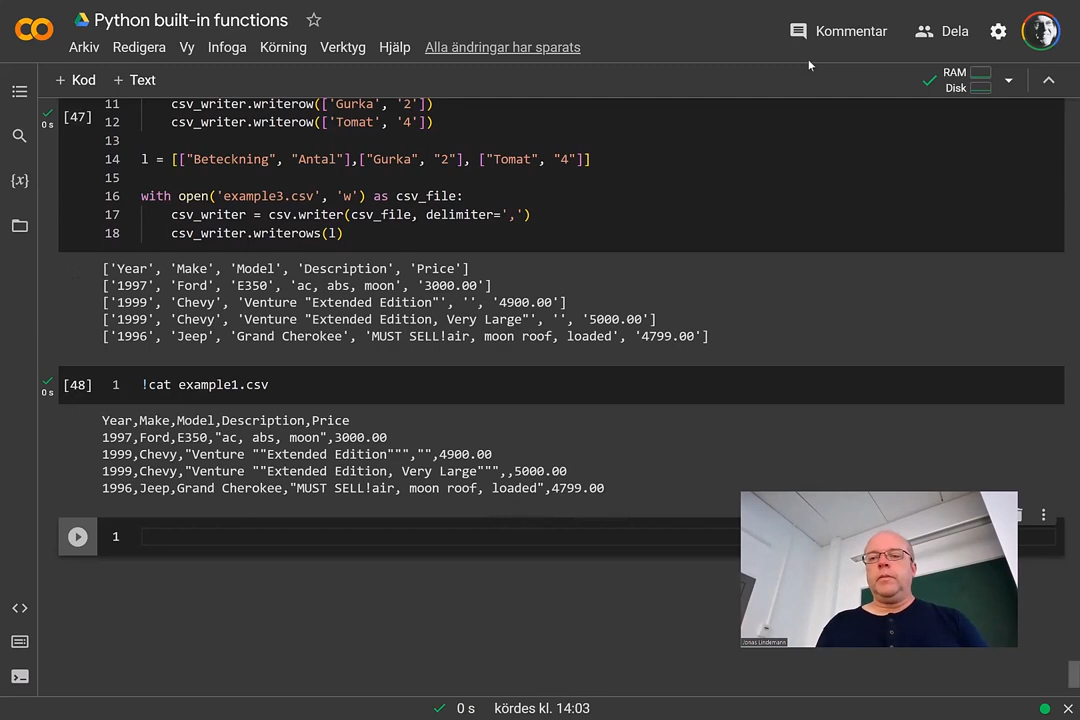 Python built-in functions
Kommentar
Dela
Arkiv Redigera Vy Infoga Körning Verktyg Hjälp Alla ändringar har sparats
+ Kod + Text
RAM
Disk
[47]
0 s
11 csv_writer.writerow(['Gurka', '2'])
12 csv_writer.writerow(['Tomat', '4'])
13
14 l = [["Beteckning", "Antal"],["Gurka", "2"], ["Tomat", "4"]]
15
16 with open('example3.csv', 'w') as csv_file:
17 csv_writer = csv.writer(csv_file, delimiter=',')
18 csv_writer.writerows(l)
['Year', 'Make', 'Model', 'Description', 'Price']
['1997', 'Ford', 'E350', 'ac, abs, moon', '3000.00']
['1999', 'Chevy', 'Venture "Extended Edition"', '', '4900.00']
['1999', 'Chevy', 'Venture "Extended Edition, Very Large"', '', '5000.00']
['1996', 'Jeep', 'Grand Cherokee', 'MUST SELL!air, moon roof, loaded', '4799.00']
[48] 1 !cat example1.csv
0 s
Year,Make,Model,Description,Price
1997,Ford,E350,"ac, abs, moon",3000.00
1999,Chevy,"Venture ""Extended Edition""","",4900.00
1999,Chevy,"Venture ""Extended Edition, Very Large""",,5000.00
1996,Jeep,Grand Cherokee,"MUST SELL!air, moon roof, loaded",4799.00
1
Jonas Lindemann
0 s kördes kl. 14:03